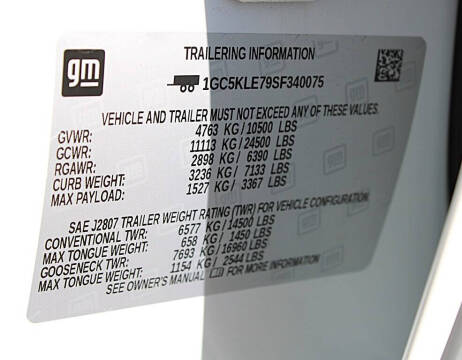 gm
TRAILERING INFORMATION
1GC5KLE79SF340075
VEHICLE AND TRAILER MUST NOT EXCEED ANY OF THESE VALUES.
GVWR: 4763 KG/10500 LBS
GCWR: 11113 KG/24500 LBS
RGAWR: 2898 KG/ 6390 LBS
CURB WEIGHT: 3236 KG/ 7133 LBS
MAX PAYLOAD: 1527 KG/ 3367 LBS
SAE J2807 TRAILER WEIGHT RATING (TWR) FOR VEHICLE CONFIGURATION.
CONVENTIONAL TWR: 6577 KG/14500 LBS
MAX TONGUE WEIGHT: 658 KG/ 1450 LBS
GOOSENECK TWR: 7693 KG/16960 LBS
MAX TONGUE WEIGHT: 1154 KG/ 2544 LBS
SEE OWNER'S MANUAL FOR MORE INFORMATION